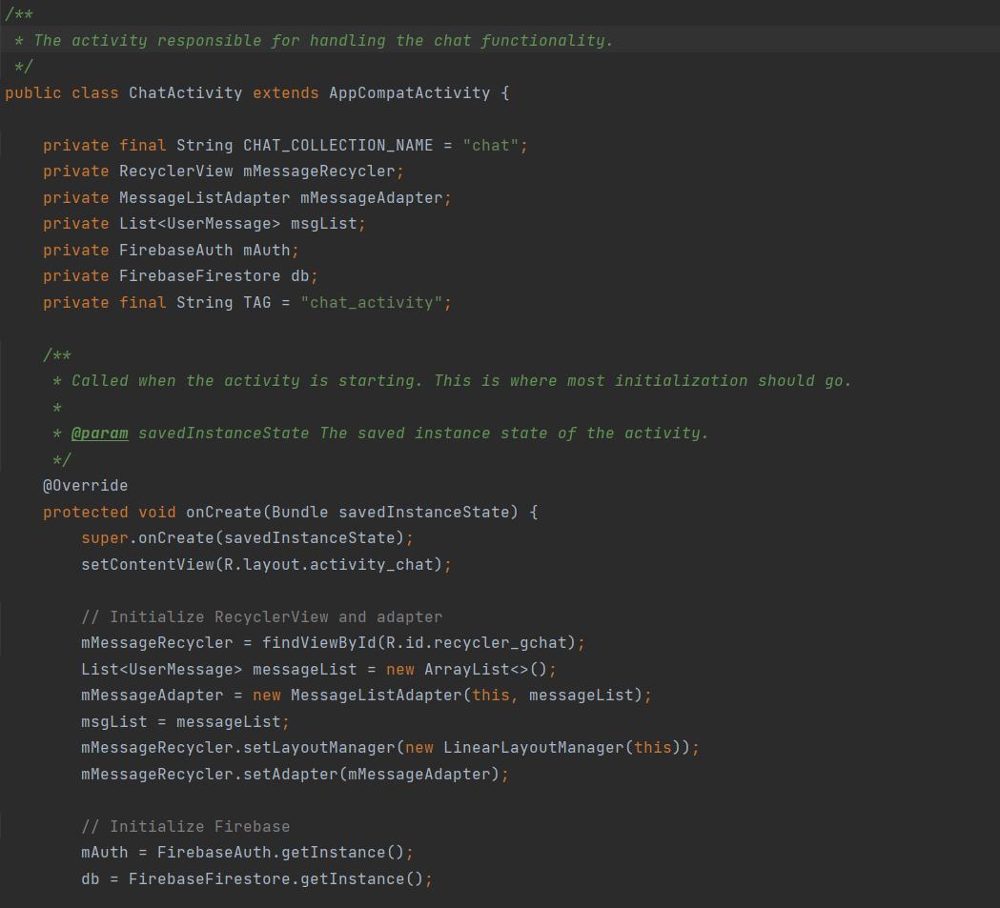 /**
 * The activity responsible for handling the chat functionality.
 */
public class ChatActivity extends AppCompatActivity {

    private final String CHAT_COLLECTION_NAME = "chat";
    private RecyclerView mMessageRecycler;
    private MessageListAdapter mMessageAdapter;
    private List<UserMessage> msgList;
    private FirebaseAuth mAuth;
    private FirebaseFirestore db;
    private final String TAG = "chat_activity";

    /**
     * Called when the activity is starting. This is where most initialization should go.
     *
     * @param savedInstanceState The saved instance state of the activity.
     */
    @Override
    protected void onCreate(Bundle savedInstanceState) {
        super.onCreate(savedInstanceState);
        setContentView(R.layout.activity_chat);

        // Initialize RecyclerView and adapter
        mMessageRecycler = findViewById(R.id.recycler_gchat);
        List<UserMessage> messageList = new ArrayList<>();
        mMessageAdapter = new MessageListAdapter(this, messageList);
        msgList = messageList;
        mMessageRecycler.setLayoutManager(new LinearLayoutManager(this));
        mMessageRecycler.setAdapter(mMessageAdapter);

        // Initialize Firebase
        mAuth = FirebaseAuth.getInstance();
        db = FirebaseFirestore.getInstance();